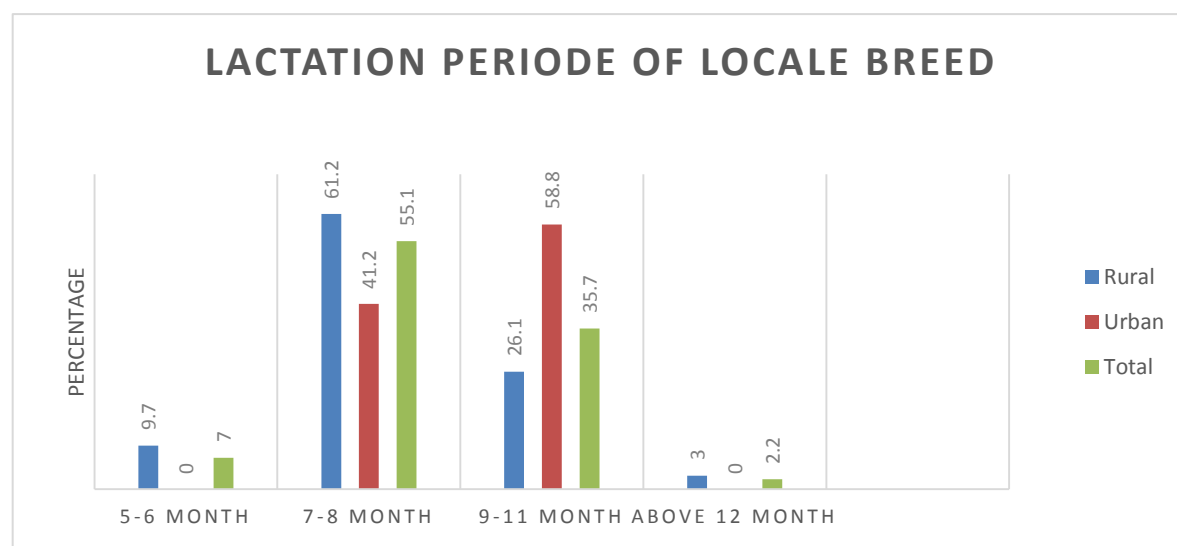 LACTATION PERIODE OF LOCALE BREED
PERCENTAGE
9.7
0
7
61.2
41.2
55.1
26.1
58.8
35.7
3
0
2.2
5-6 MONTH
7-8 MONTH
9-11 MONTH
ABOVE 12 MONTH
Rural
Urban
Total